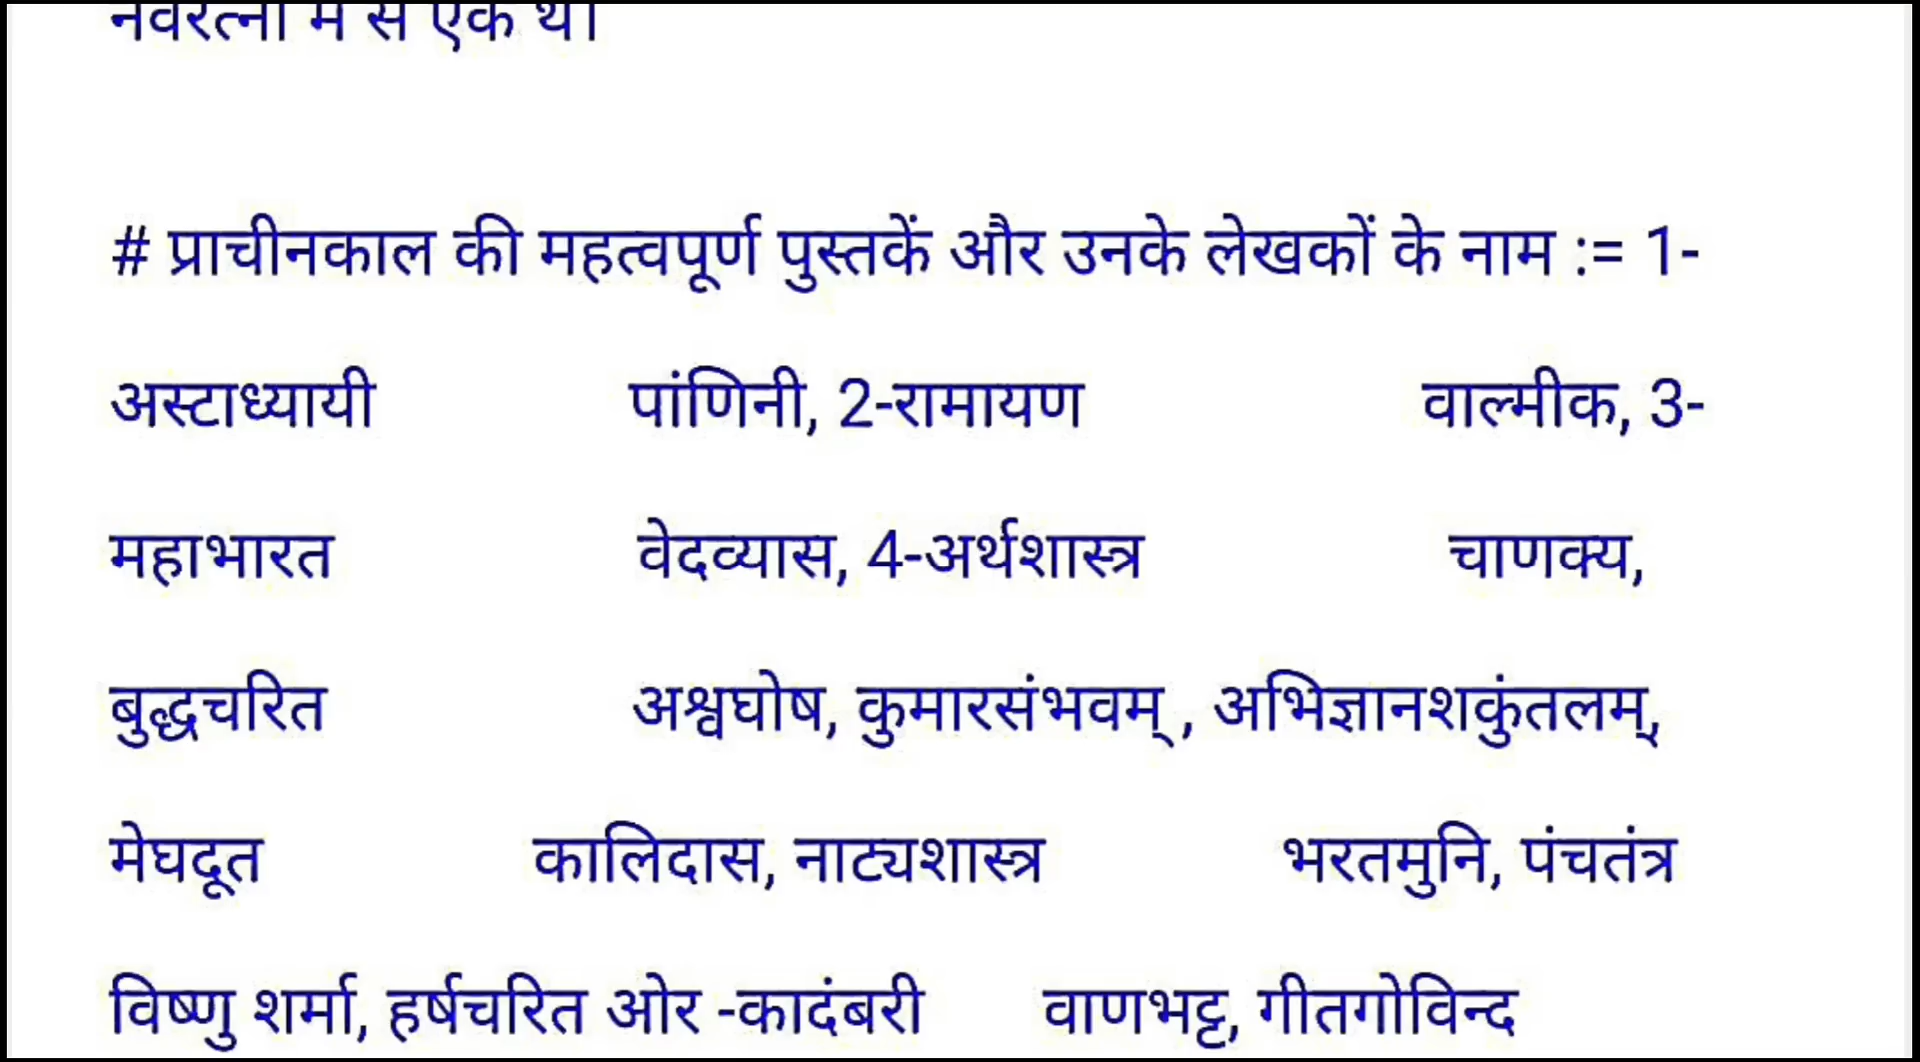 नवरत्नों में से एक थे।
# प्राचीनकाल की महत्वपूर्ण पुस्तकें और उनके लेखकों के नाम := 1-
अस्टाध्यायी पांणिनी, 2-रामायण वाल्मीक, 3-
महाभारत वेदव्यास, 4-अर्थशास्त्र चाणक्य,
बुद्धचरित अश्वघोष, कुमारसंभवम् , अभिज्ञानशकुंतलम्,
मेघदूत कालिदास, नाट्यशास्त्र भरतमुनि, पंचतंत्र
विष्णु शर्मा, हर्षचरित ओर -कादंबरी वाणभट्ट, गीतगोविन्द